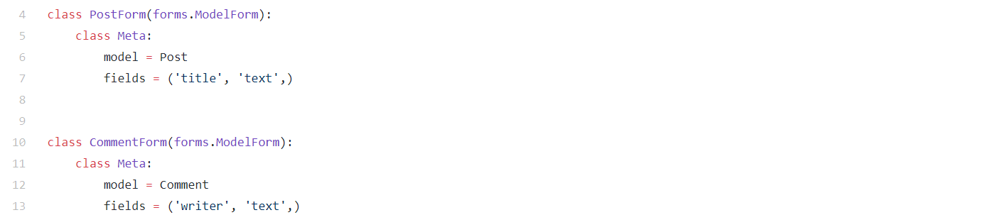 4 class PostForm(forms.ModelForm):
5     class Meta:
6         model = Post
7         fields = ('title', 'text',)
8
9
10 class CommentForm(forms.ModelForm):
11     class Meta:
12         model = Comment
13         fields = ('writer', 'text',)